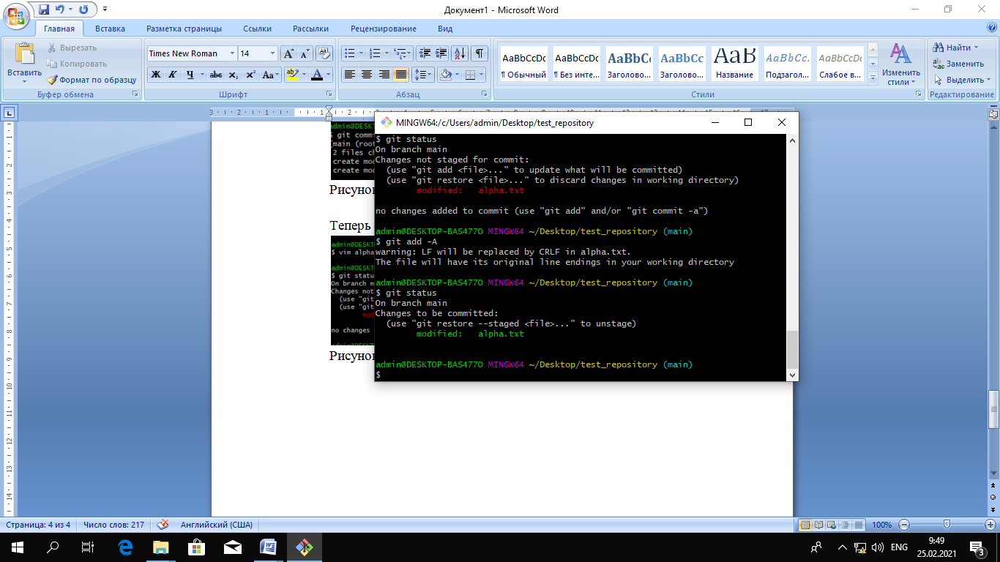 Документ1 - Microsoft Word
Главная Вставка Разметка страницы Ссылки Рассылки Рецензирование Вид
Вставить
Вырезать
Копировать
Формат по образцу
Буфер обмена
Times New Roman 14
Ж К Ч abc x₂ x² Aa
Шрифт
Абзац
AaBbCcDc AaBbCcDc AaBbCc AaBbCc AaB AaBbCc. AaBbCcDc
¶ Обычный ¶ Без инте... Заголово... Заголово... Название Подзагол... Слабое в...
Изменить стили
Стили
Найти
Заменить
Выделить
Редактирование
admin@DESKT
$ git commi
[main (roo
2 files ch
create mod
create mod
Рисунок
Теперь
admin@DESKTO
$ vim alpha
admin@DESKTO
$ git statu
On branch m
Changes not
(use "git
(use "git
mod
no changes
Рисунок
MINGW64:/c/Users/admin/Desktop/test_repository
$ git status
On branch main
Changes not staged for commit:
(use "git add <file>..." to update what will be committed)
(use "git restore <file>..." to discard changes in working directory)
modified: alpha.txt
no changes added to commit (use "git add" and/or "git commit -a")
admin@DESKTOP-BAS4770 MINGW64 ~/Desktop/test_repository (main)
$ git add -A
warning: LF will be replaced by CRLF in alpha.txt.
The file will have its original line endings in your working directory
admin@DESKTOP-BAS4770 MINGW64 ~/Desktop/test_repository (main)
$ git status
On branch main
Changes to be committed:
(use "git restore --staged <file>..." to unstage)
modified: alpha.txt
admin@DESKTOP-BAS4770 MINGW64 ~/Desktop/test_repository (main)
$
Страница: 4 из 4 Число слов: 217 Английский (США) 100%
ENG
9:49
25.02.2021
3